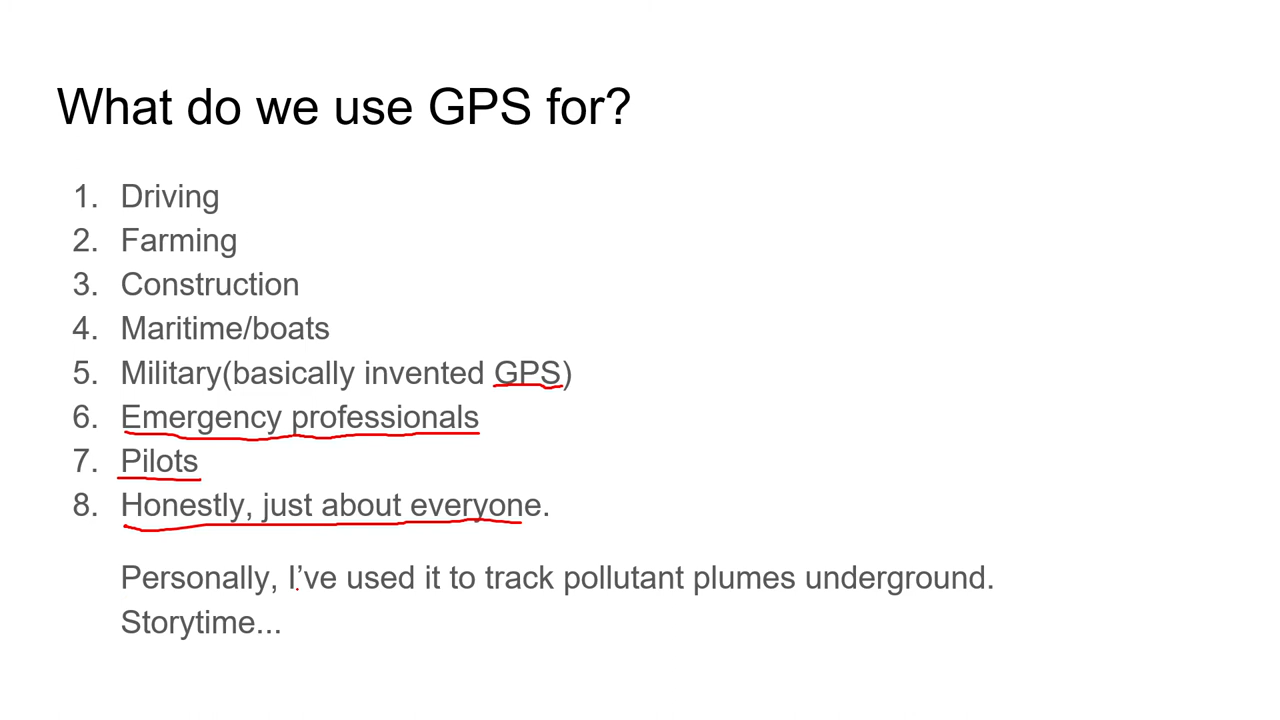 What do we use GPS for?
1. Driving
2. Farming
3. Construction
4. Maritime/boats
5. Military(basically invented GPS)
6. Emergency professionals
7. Pilots
8. Honestly, just about everyone.
Personally, I’ve used it to track pollutant plumes underground.
Storytime...